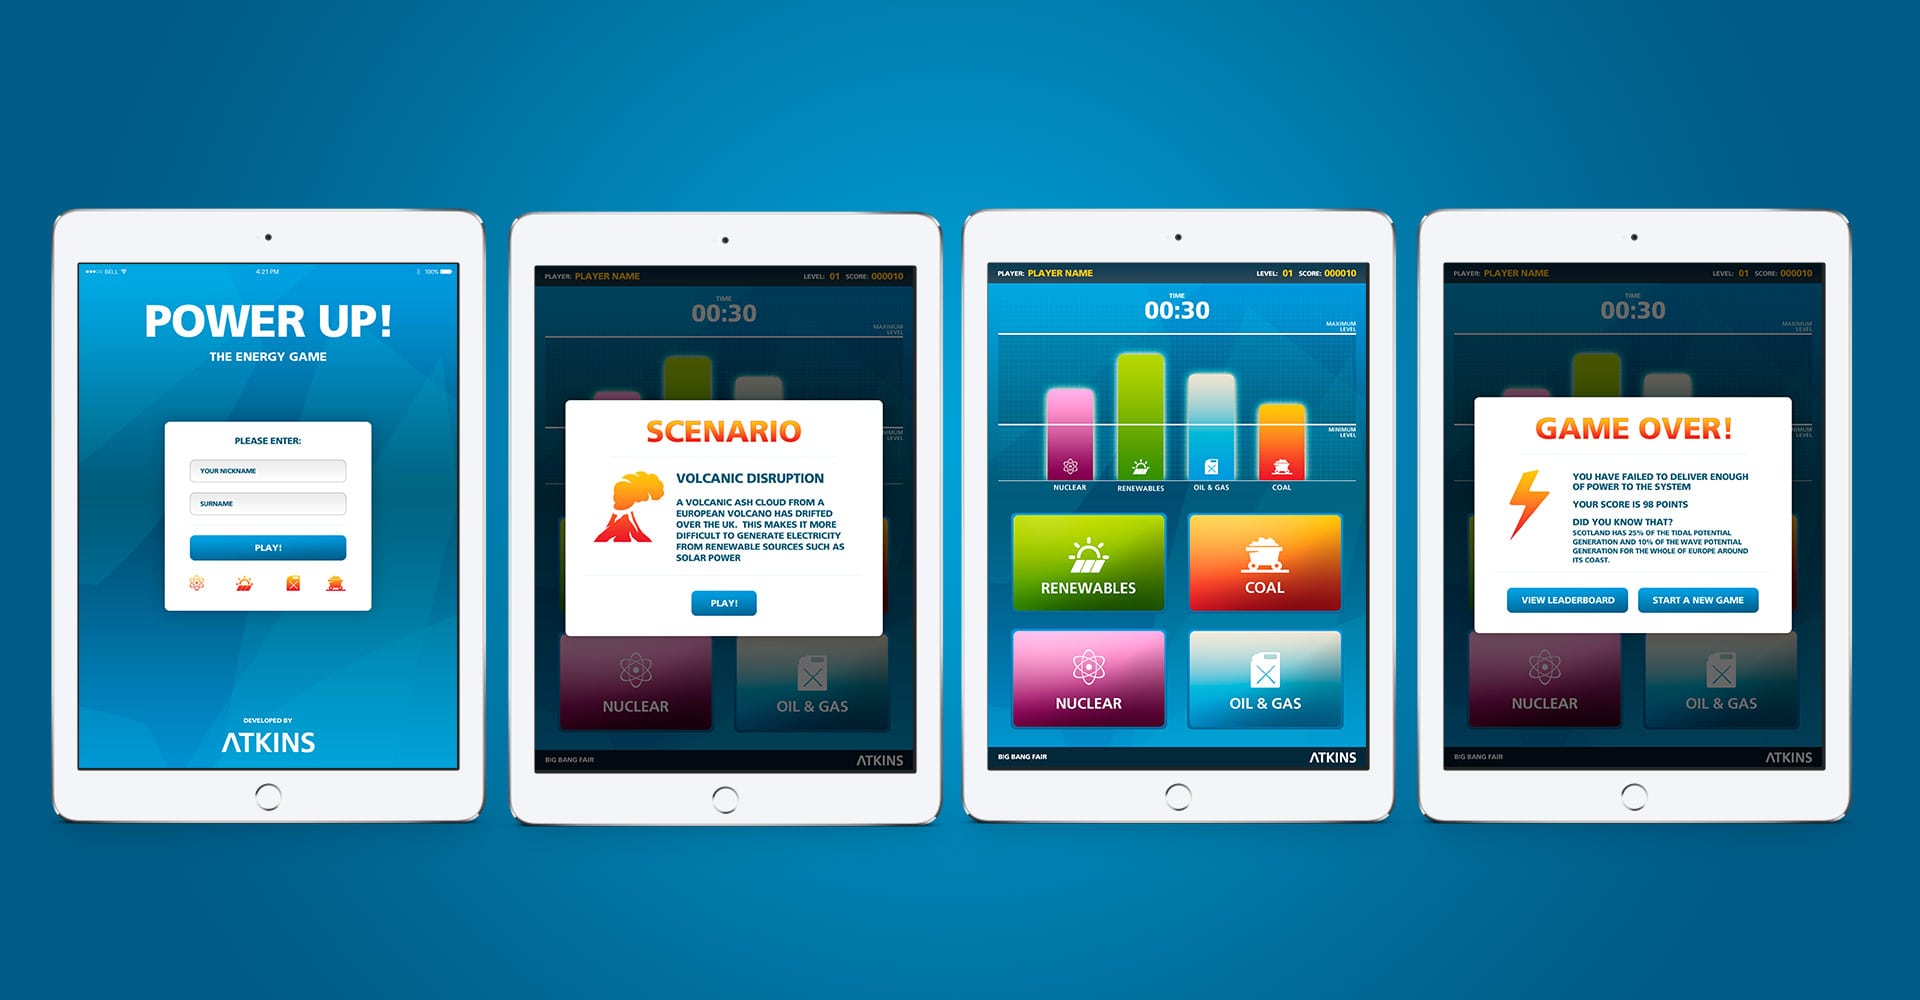 BELL
4:21 PM
100%
POWER UP!
THE ENERGY GAME
PLEASE ENTER:
YOUR NICKNAME
SURNAME
PLAY!
DEVELOPED BY
ATKINS
PLAYER: PLAYER NAME
LEVEL: 01 SCORE: 000010
TIME
00:30
MAXIMUM
LEVEL
MINIMUM
LEVEL
SCENARIO
VOLCANIC DISRUPTION
A VOLCANIC ASH CLOUD FROM A
EUROPEAN VOLCANO HAS DRIFTED
OVER THE UK. THIS MAKES IT MORE
DIFFICULT TO GENERATE ELECTRICITY
FROM RENEWABLE SOURCES SUCH AS
SOLAR POWER
PLAY!
NUCLEAR
OIL & GAS
BIG BANG FAIR
ATKINS
PLAYER: PLAYER NAME
LEVEL: 01 SCORE: 000010
TIME
00:30
MAXIMUM
LEVEL
MINIMUM
LEVEL
NUCLEAR
RENEWABLES
OIL & GAS
COAL
RENEWABLES
COAL
NUCLEAR
OIL & GAS
BIG BANG FAIR
ATKINS
PLAYER: PLAYER NAME
LEVEL: 01 SCORE: 000010
TIME
00:30
MAXIMUM
LEVEL
MINIMUM
LEVEL
GAME OVER!
YOU HAVE FAILED TO DELIVER ENOUGH
OF POWER TO THE SYSTEM
YOUR SCORE IS 98 POINTS
DID YOU KNOW THAT?
SCOTLAND HAS 25% OF THE TIDAL POTENTIAL
GENERATION AND 10% OF THE WAVE POTENTIAL
GENERATION FOR THE WHOLE OF EUROPE AROUND
ITS COAST.
VIEW LEADERBOARD
START A NEW GAME
NUCLEAR
OIL & GAS
BIG BANG FAIR
ATKINS